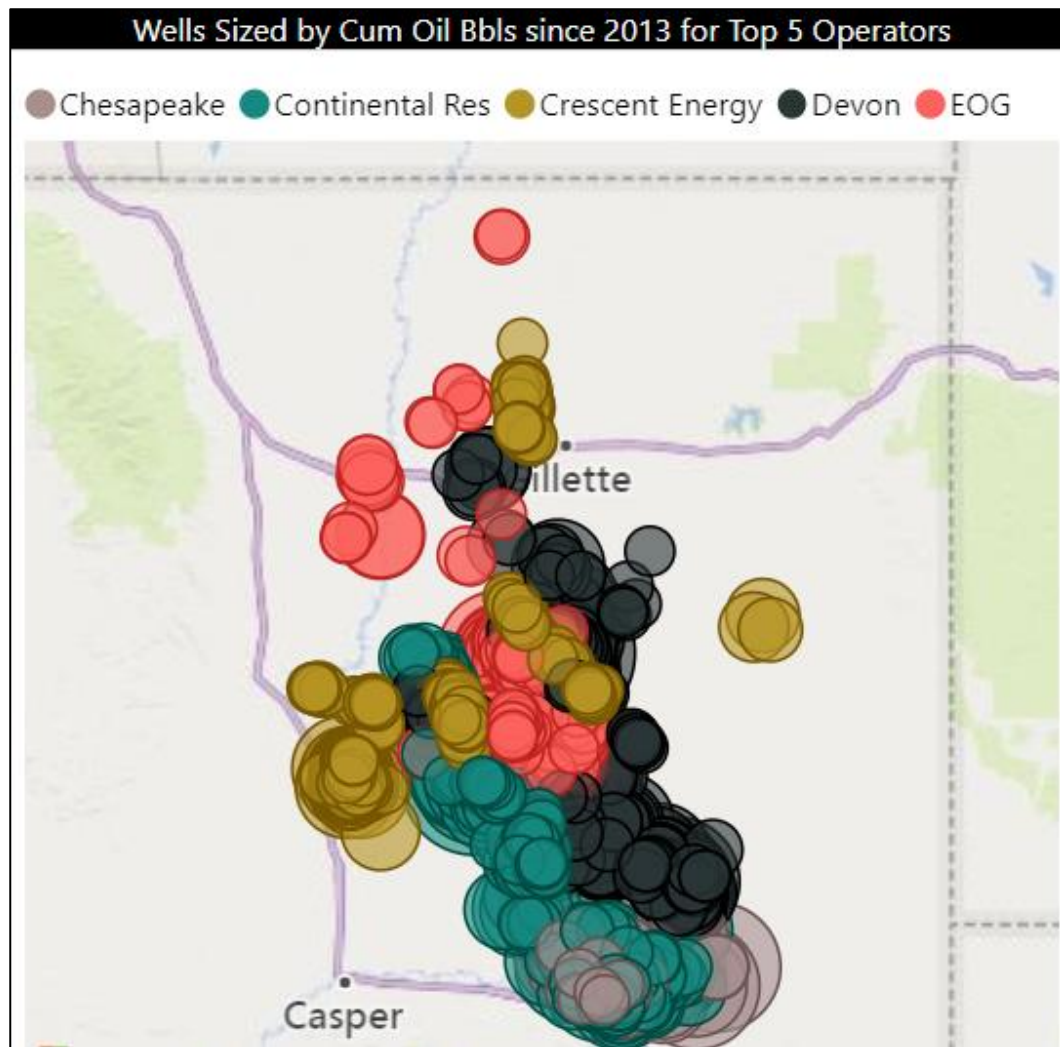 Wells Sized by Cum Oil Bbls since 2013 for Top 5 Operators
Chesapeake Continental Res Crescent Energy Devon EOG
illette
Casper